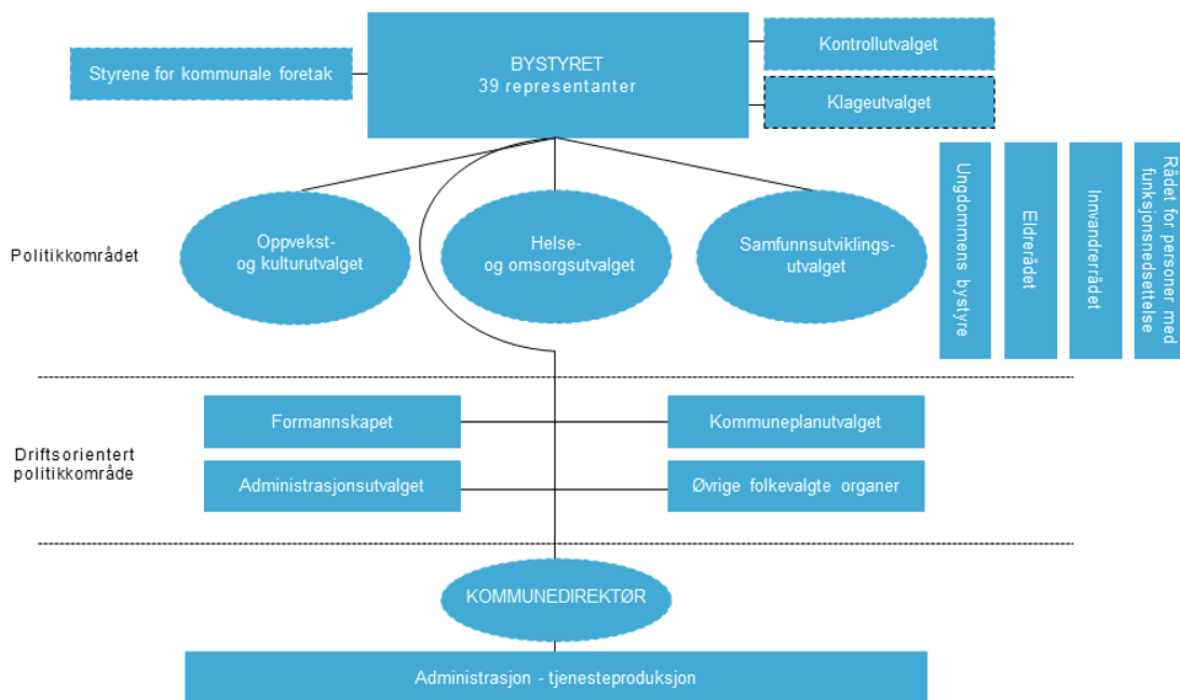 BYSTYRET
39 representanter
Styrene for kommunale foretak
Kontrollutvalget
Klageutvalget
Politikkområdet
Oppvekst-
og kulturutvalget
Helse-
og omsorgsutvalget
Samfunnsutviklings-
utvalget
Ungdommens bystyre
Eldrerådet
Innvandrerrådet
Rådet for personer med
funksjonsnedsettelse
Driftsorientert
politikkområde
Formannskapet
Kommuneplanutvalget
Administrasjonsutvalget
Øvrige folkevalgte organer
KOMMUNEDIREKTØR
Administrasjon - tjenesteproduksjon